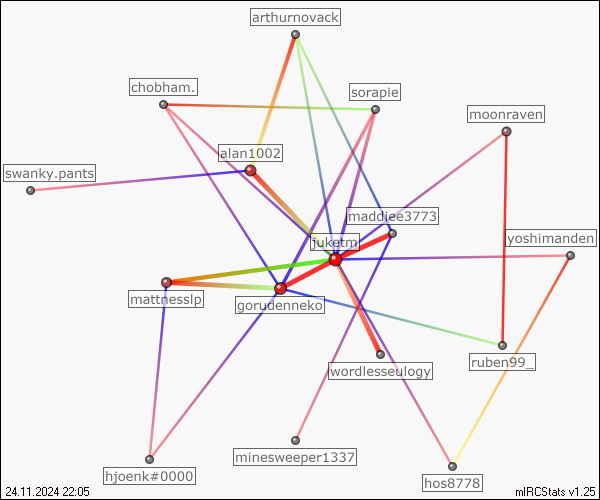 arthurnovack
chobham.
sorapie
moonraven
alan1002
swanky.pants
maddiee3773
juketm
yoshimanden
mattnesslp
gorudenneko
ruben99_
wordlesseulogy
minesweeper1337
hjoenk#0000
hos8778
24.11.2024 22:05
mIRCStats v1.25